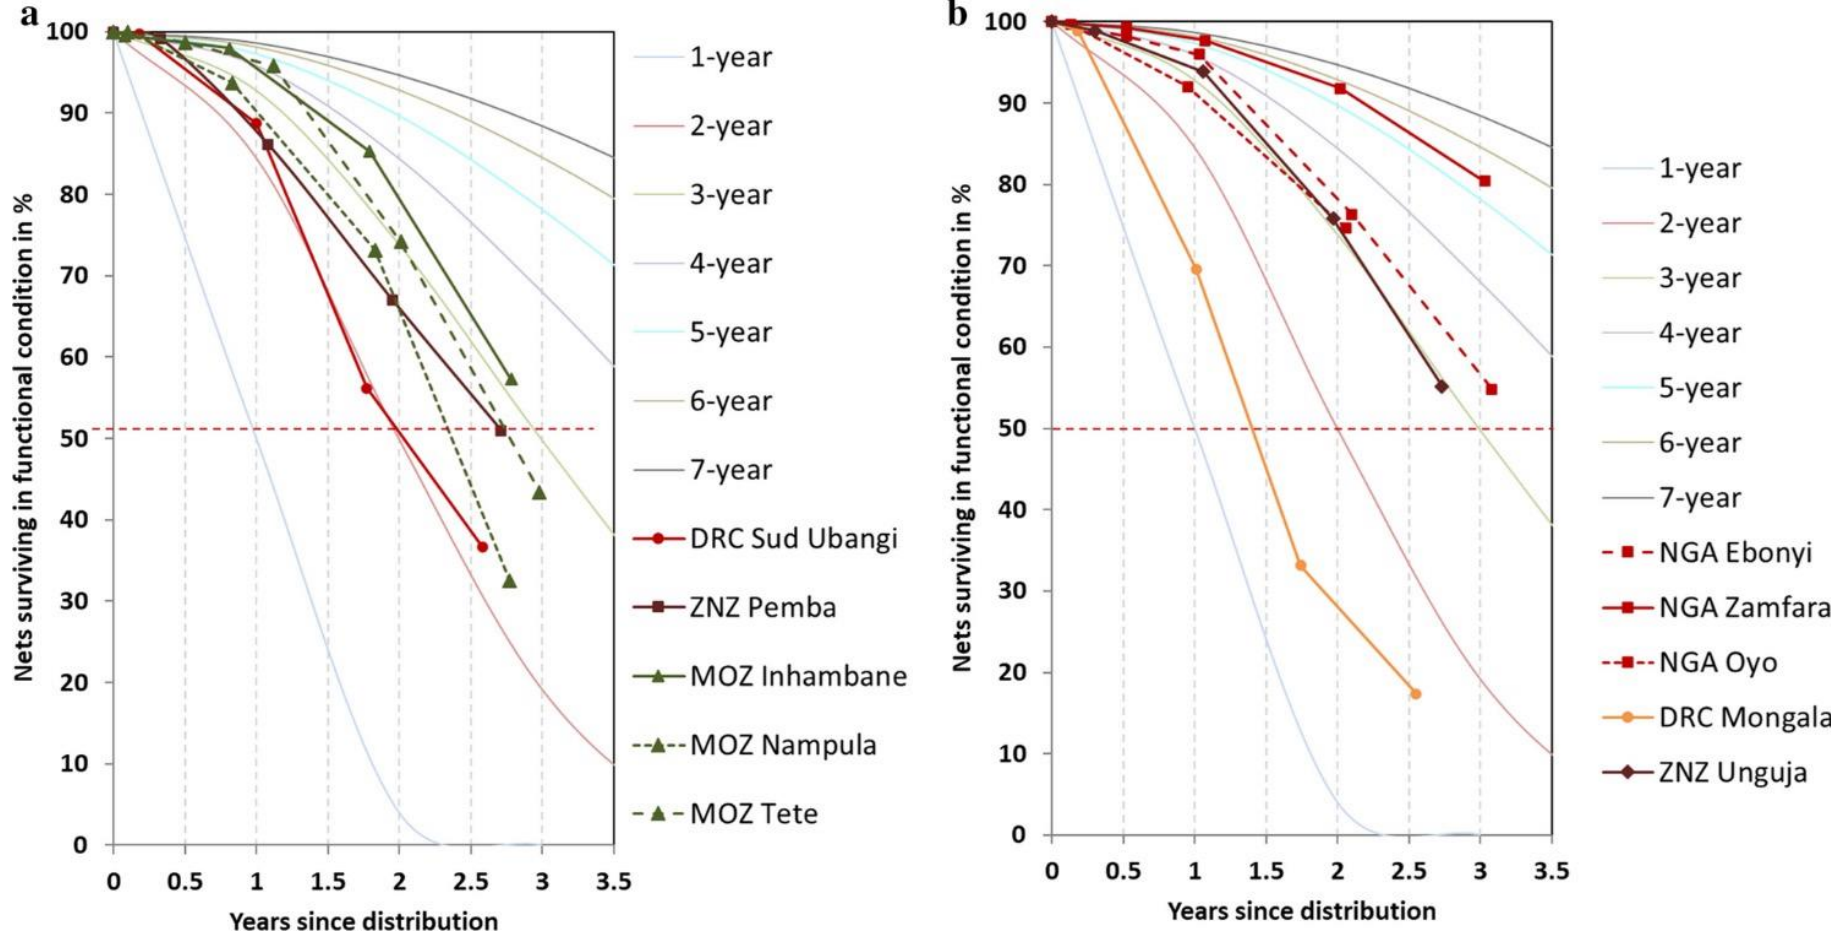 a
Nets surviving in functional condition in %
100
90
80
70
60
50
40
30
20
10
0
0 0.5 1 1.5 2 2.5 3 3.5
Years since distribution
1-year
2-year
3-year
4-year
5-year
6-year
7-year
DRC Sud Ubangi
ZNZ Pemba
MOZ Inhambane
MOZ Nampula
MOZ Tete
b
Nets surviving in functional condition in %
100
90
80
70
60
50
40
30
20
10
0
0 0.5 1 1.5 2 2.5 3 3.5
Years since distribution
1-year
2-year
3-year
4-year
5-year
6-year
7-year
NGA Ebonyi
NGA Zamfara
NGA Oyo
DRC Mongala
ZNZ Unguja